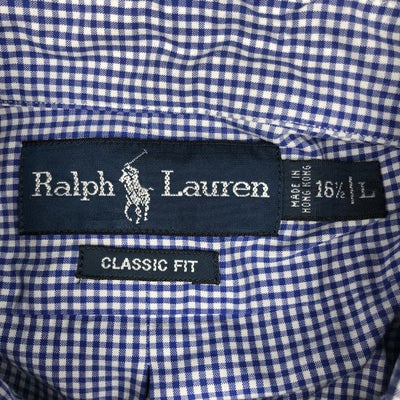 Ralph Lauren
MADE IN
HONG KONG
16½
L
CLASSIC FIT